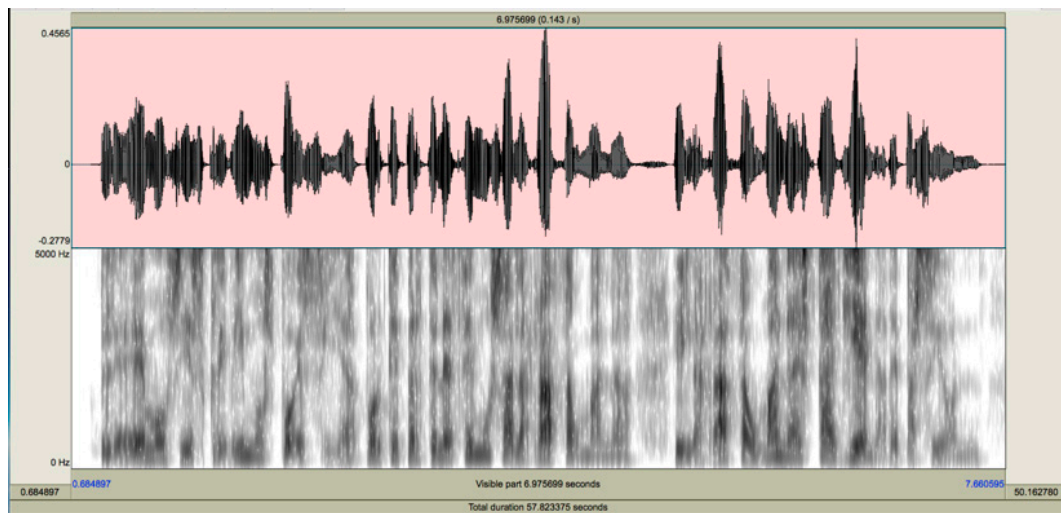 6.975699 (0.143 / s)
0.4565
0
-0.2779
5000 Hz
0 Hz
0.684897
Visible part 6.975699 seconds
7.660595
0.684897
50.162780
Total duration 57.823375 seconds